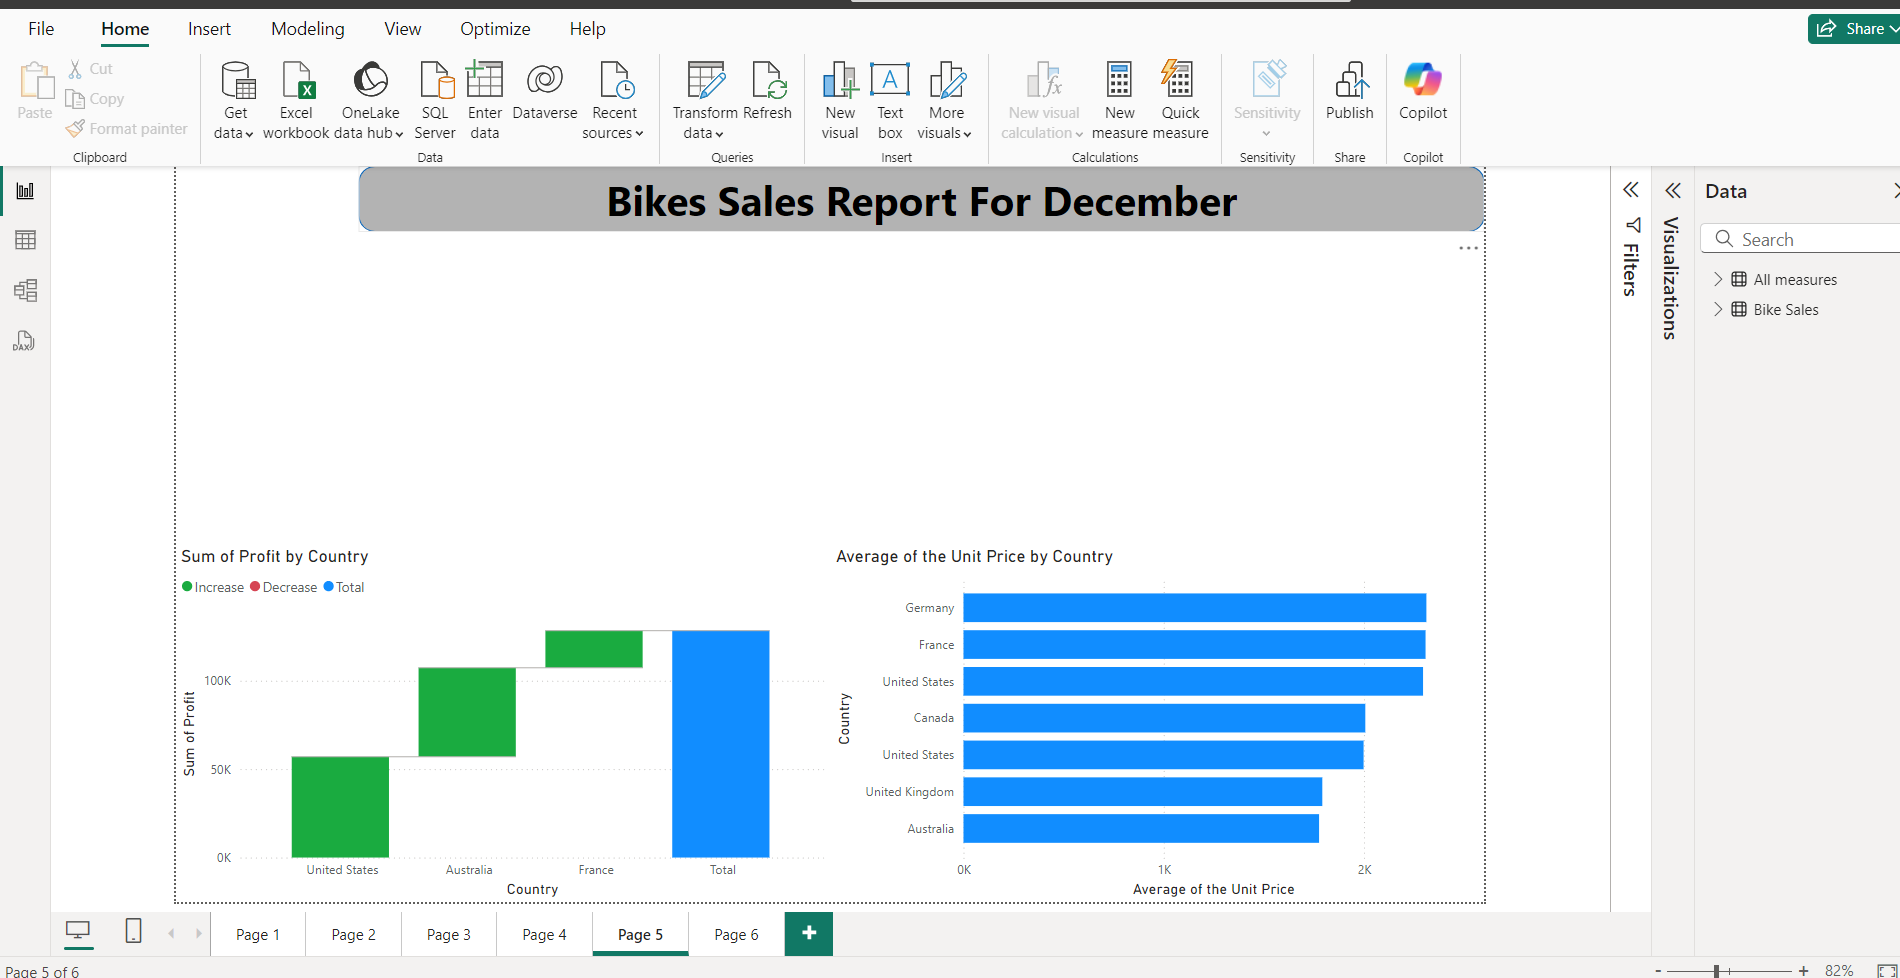 File Home Insert Modeling View Optimize Help
Share
Paste
Cut
Copy
Format painter
Clipboard
Get data
Excel workbook
OneLake data hub
SQL Server
Enter data
Dataverse
Recent sources
Data
Transform data
Refresh
Queries
New visual
Text box
More visuals
Insert
New visual calculation
New measure
Quick measure
Calculations
Sensitivity
Sensitivity
Publish
Share
Copilot
Copilot
DAX
Bikes Sales Report For December
Sum of Profit by Country
Increase Decrease Total
Sum of Profit
100K
50K
0K
United States Australia France Total
Country
Average of the Unit Price by Country
Country
Germany
France
United States
Canada
United States
United Kingdom
Australia
0K 1K 2K
Average of the Unit Price
Filters
Visualizations
Data
Search
All measures
Bike Sales
Page 1 Page 2 Page 3 Page 4 Page 5 Page 6 +
Page 5 of 6
- + 82%